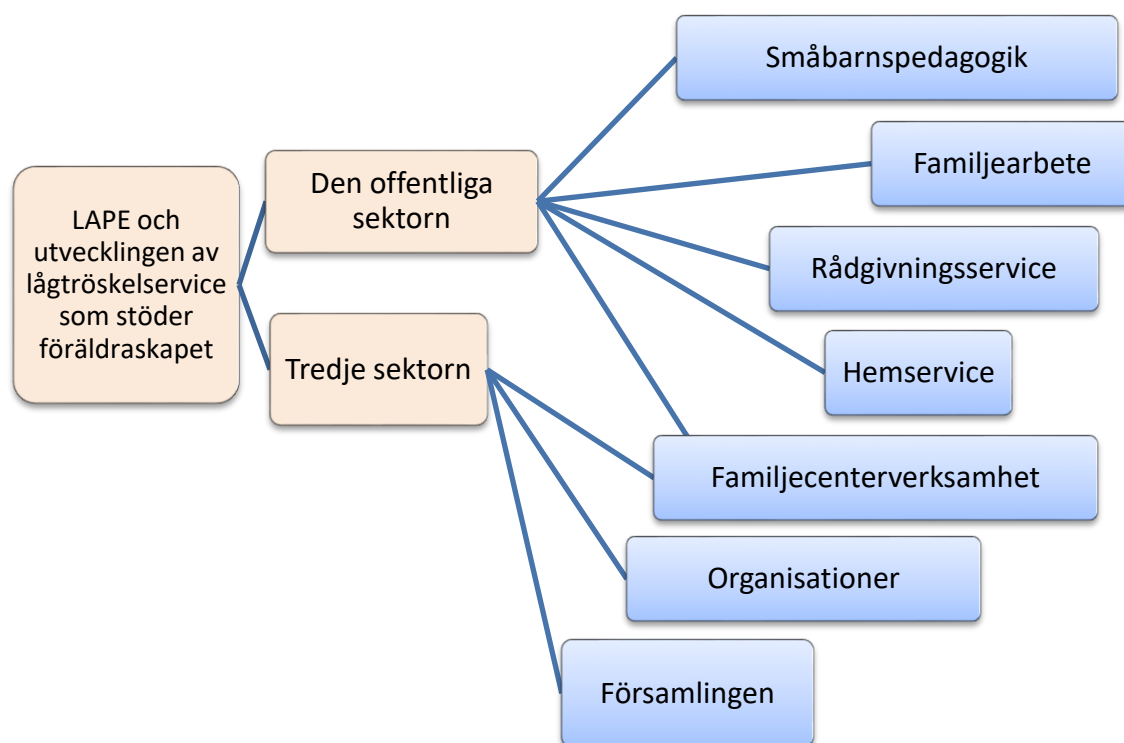 LAPE och
utvecklingen av
lågtröskelservice
som stöder
föräldraskapet
Den offentliga
sektorn
Tredje sektorn
Småbarnspedagogik
Familjearbete
Rådgivningsservice
Hemservice
Familjecenterverksamhet
Organisationer
Församlingen